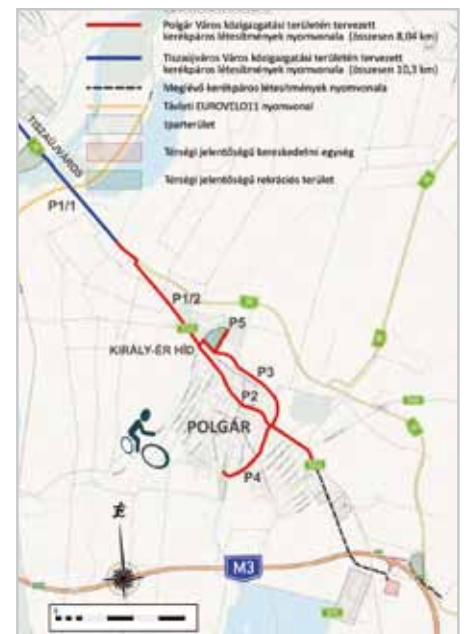 Polgár Város közigazgatási területén tervezett
kerékpáros létesítmények nyomvonala (összesen 8,04 km)
Tiszaújváros Város közigazgatási területén tervezett
kerékpáros létesítmények nyomvonala (összesen 10,3 km)
Meglévő kerékpáros létesítmények nyomvonala
Távlati EUROVELO11 nyomvonal
Iparterület
Térségi jelentőségű kereskedelmi egység
Térségi jelentőségű rekrációs terület
TISZAÚJVÁROS
P1/1
P1/2
P5
KIRÁLY-ÉR HÍD
P3
P2
POLGÁR
P4
É
M3